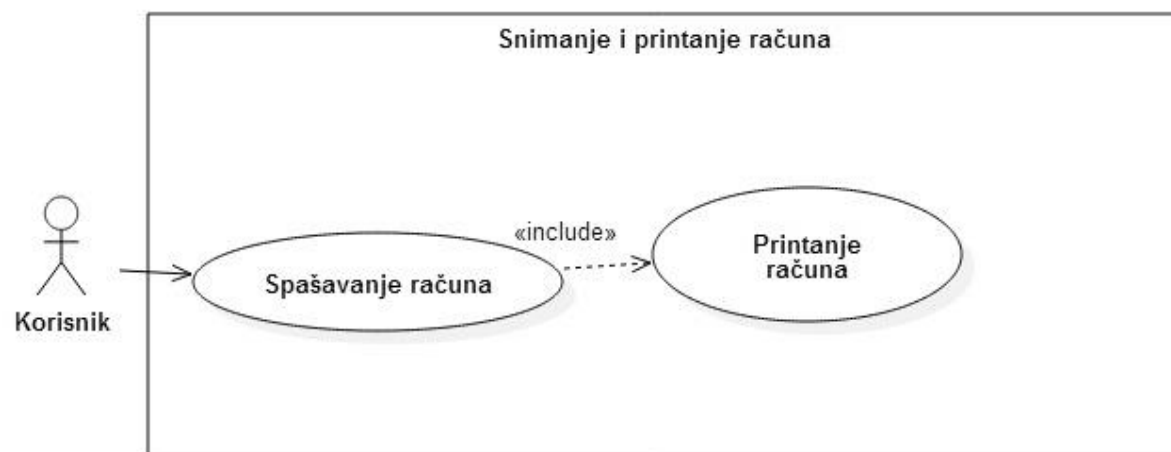 Snimanje i printanje računa
«include»
Printanje
računa
Spašavanje računa
Korisnik